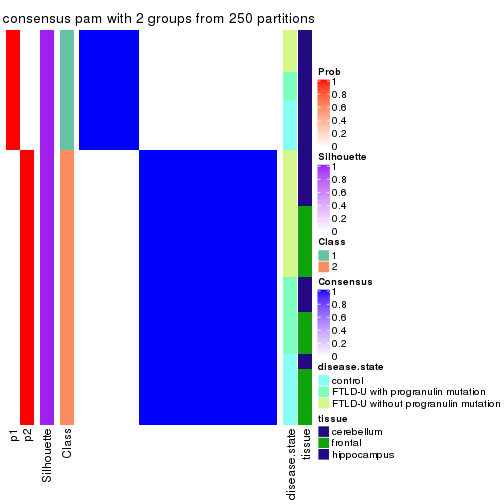 consensus pam with 2 groups from 250 partitions
Prob
1
0.8
0.6
0.4
0.2
0
Silhouette
1
0.8
0.6
0.4
0.2
0
Class
1
2
Consensus
1
0.8
0.6
0.4
0.2
0
disease.state
control
FTLD-U with progranulin mutation
FTLD-U without progranulin mutation
tissue
cerebellum
frontal
hippocampus
p1
p2
Silhouette
Class
disease.state
tissue